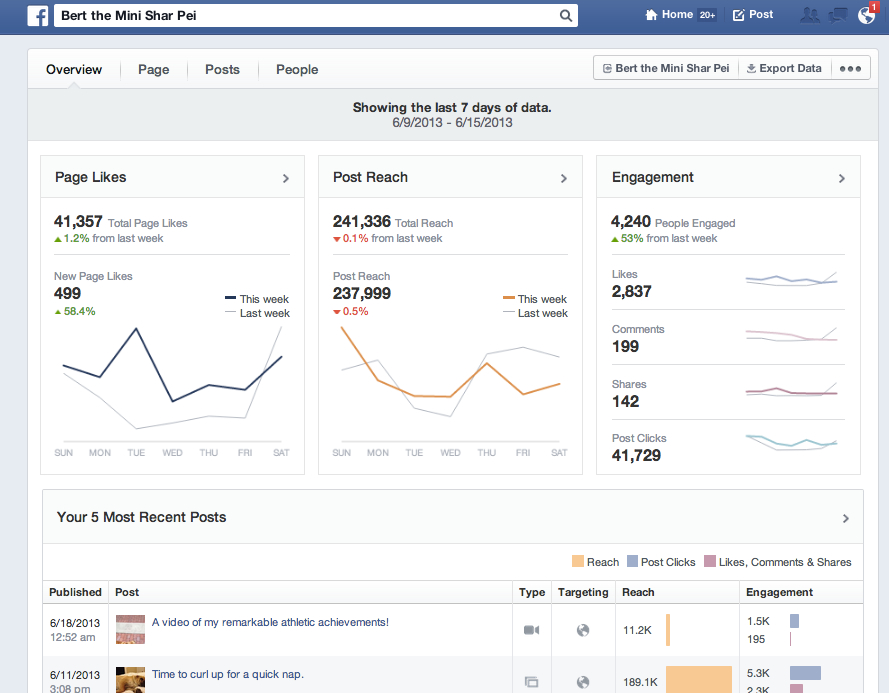 f Bert the Mini Shar Pei Home 20+ Post 1
Overview Page Posts People Bert the Mini Shar Pei Export Data
Showing the last 7 days of data.
6/9/2013 - 6/15/2013
Page Likes
41,357 Total Page Likes
1.2% from last week
New Page Likes
499
58.4%
This week
Last week
SUN MON TUE WED THU FRI SAT
Post Reach
241,336 Total Reach
0.1% from last week
Post Reach
237,999
0.5%
This week
Last week
SUN MON TUE WED THU FRI SAT
Engagement
4,240 People Engaged
53% from last week
Likes
2,837
Comments
199
Shares
142
Post Clicks
41,729
Your 5 Most Recent Posts
Reach Post Clicks Likes, Comments & Shares
Published Post Type Targeting Reach Engagement
6/18/2013
12:52 am
A video of my remarkable athletic achievements!
11.2K
1.5K
195
6/11/2013
3:08 pm
Time to curl up for a quick nap.
189.1K
5.3K
2.3K